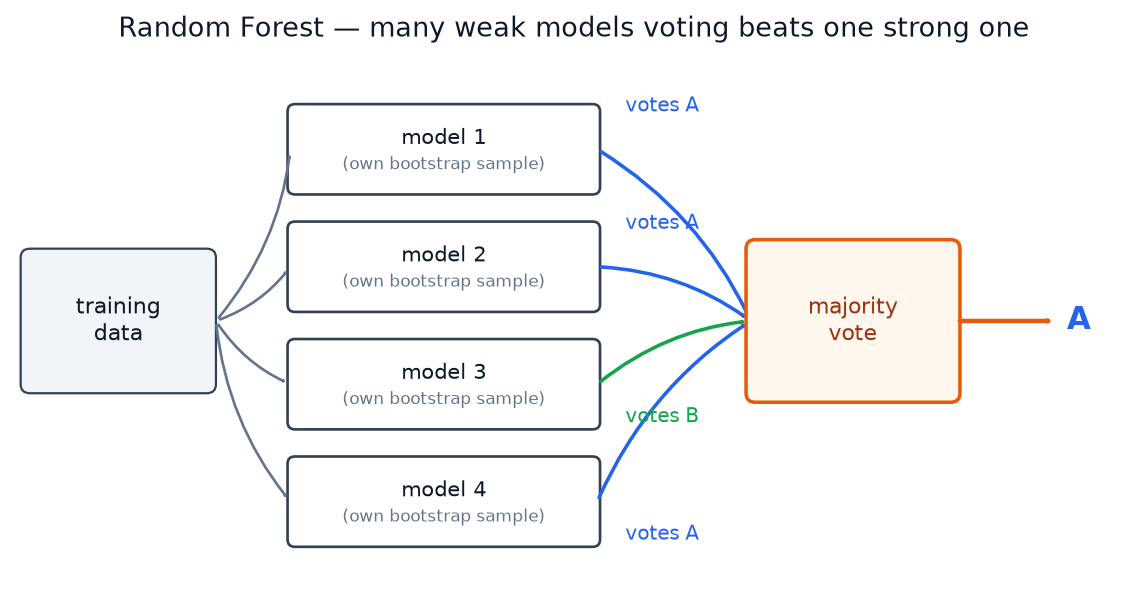 Random Forest — many weak models voting beats one strong one
votes A
model 1
(own bootstrap sample)
votes A
model 2
(own bootstrap sample)
training
data
majority
vote
A
model 3
(own bootstrap sample)
votes B
model 4
(own bootstrap sample)
votes A